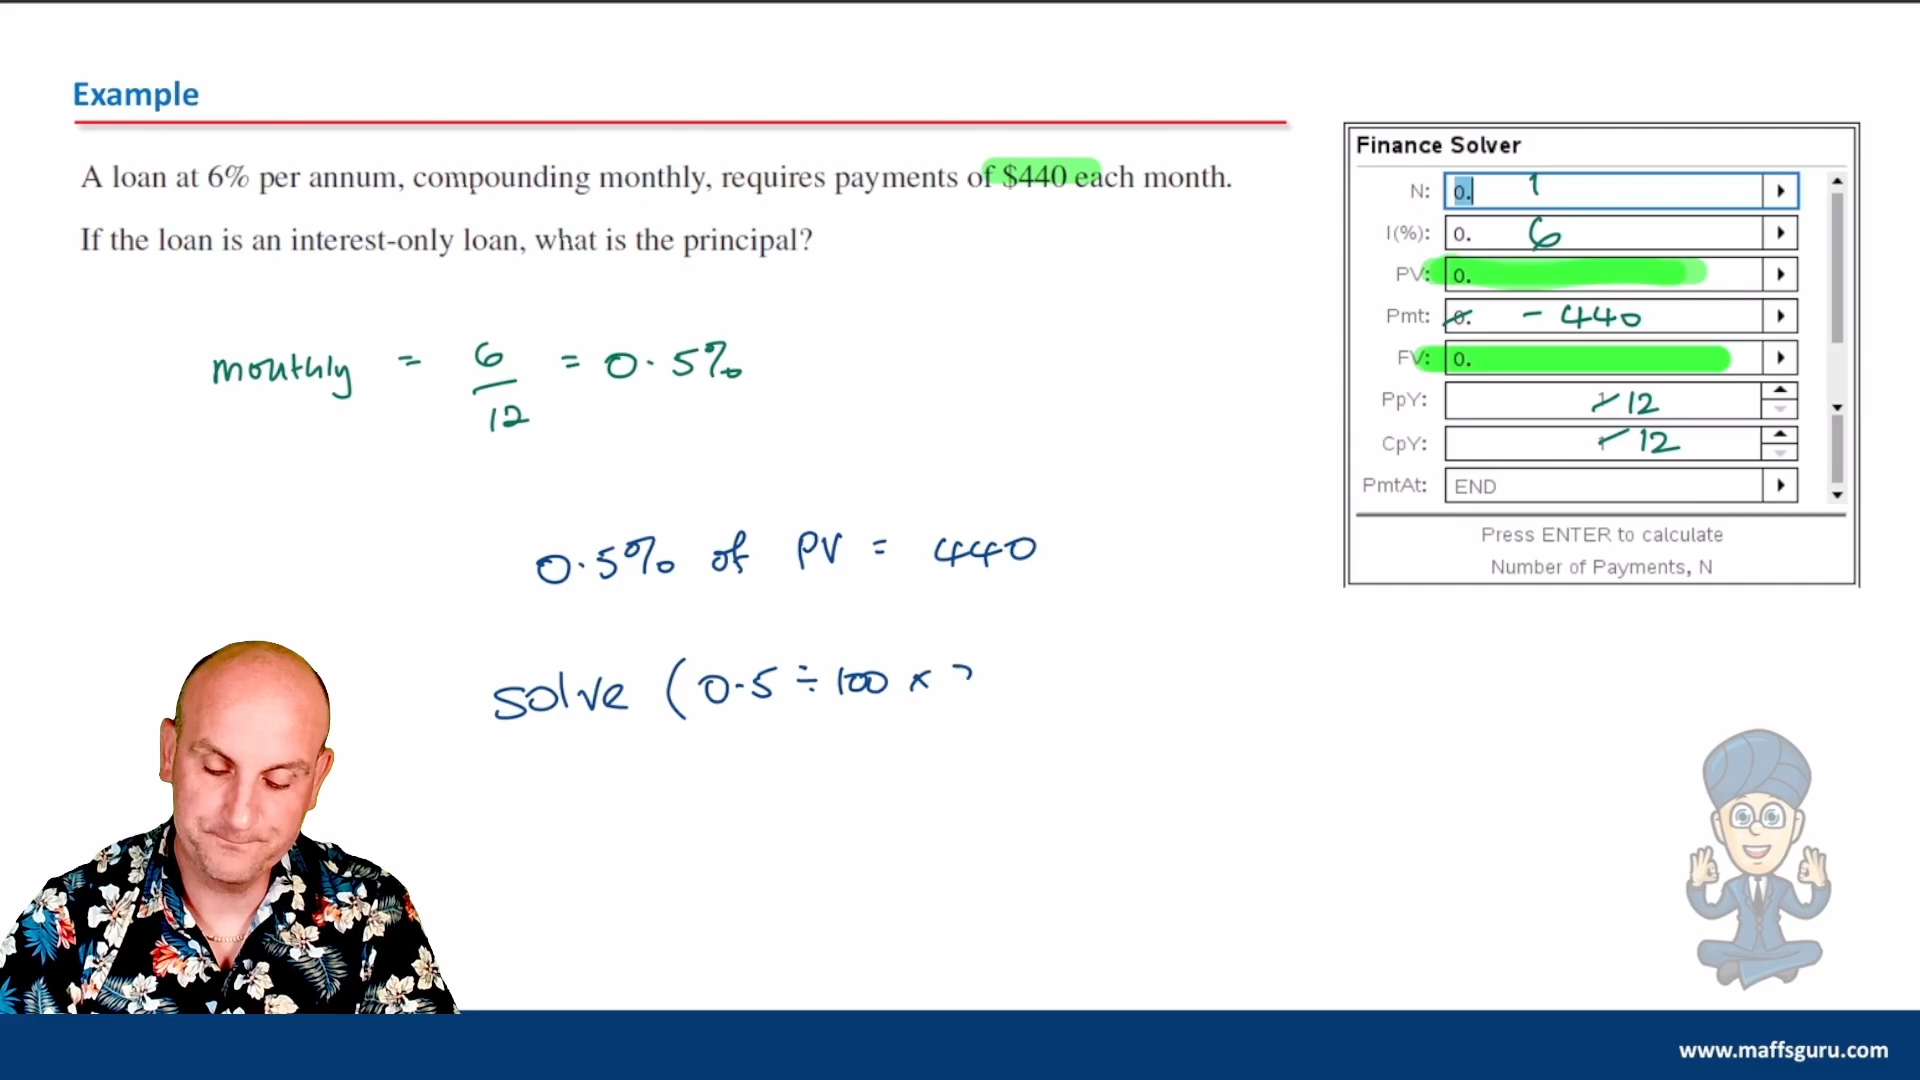 Example
A loan at 6% per annum, compounding monthly, requires payments of $440 each month.
If the loan is an interest-only loan, what is the principal?
monthly = 6/12 = 0.5%
0.5% of PV = 440
solve (0.5 ÷ 100 ×
Finance Solver
N: 0. 1
I(%): 0. 6
PV: 0.
Pmt: 0. - 440
FV: 0.
PpY: 1 12
CpY: 1 12
PmtAt: END
Press ENTER to calculate
Number of Payments, N
www.maffsguru.com